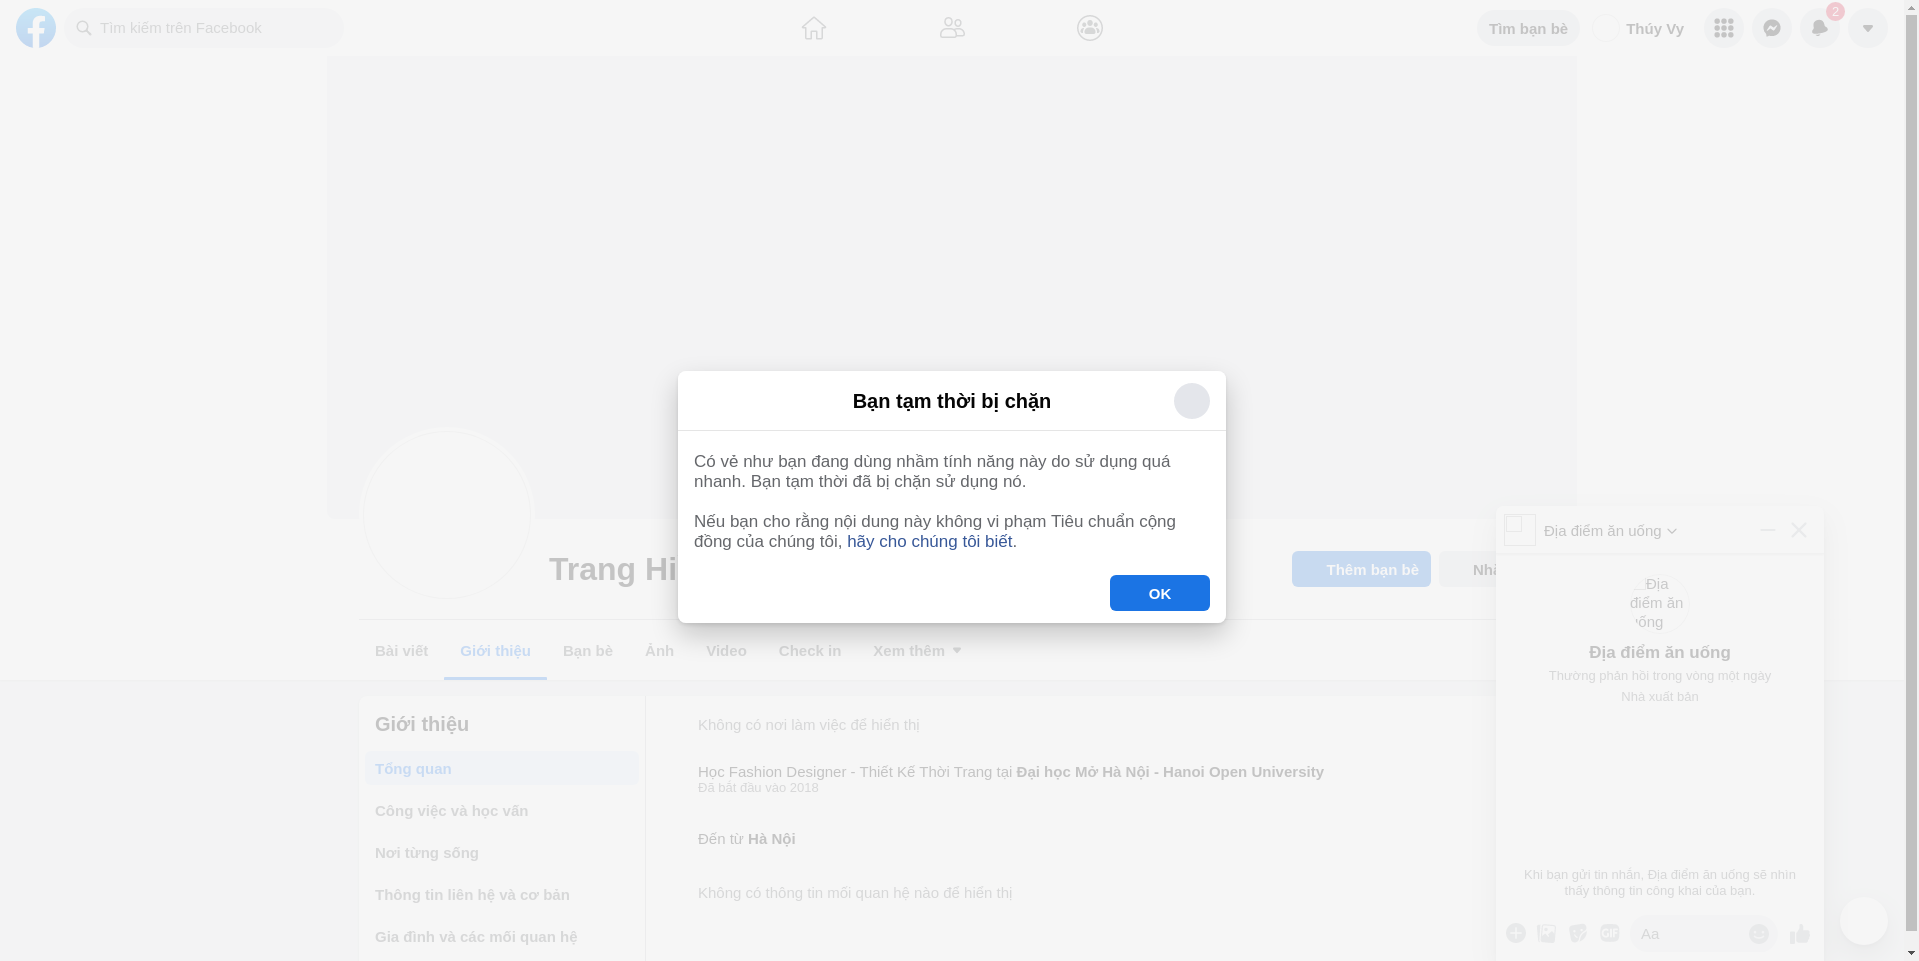 Tìm kiếm trên Facebook
Tìm bạn bè
Thúy Vy
2
Bạn tạm thời bị chặn
Có vẻ như bạn đang dùng nhầm tính năng này do sử dụng quá
nhanh. Bạn tạm thời đã bị chặn sử dụng nó.
Nếu bạn cho rằng nội dung này không vi phạm Tiêu chuẩn cộng
đồng của chúng tôi, hãy cho chúng tôi biết.
OK
Trang Hi
Thêm bạn bè
Bài viết
Giới thiệu
Bạn bè
Ảnh
Video
Check in
Xem thêm
Giới thiệu
Tổng quan
Công việc và học vấn
Nơi từng sống
Thông tin liên hệ và cơ bản
Gia đình và các mối quan hệ
Không có nơi làm việc để hiển thị
Học Fashion Designer - Thiết Kế Thời Trang tại Đại học Mở Hà Nội - Hanoi Open University
Đã bắt đầu vào 2018
Đến từ Hà Nội
Không có thông tin mối quan hệ nào để hiển thị
Địa điểm ăn uống
Địa
điểm ăn
uống
Địa điểm ăn uống
Thường phản hồi trong vòng một ngày
Nhà xuất bản
Khi bạn gửi tin nhắn, Địa điểm ăn uống sẽ nhìn
thấy thông tin công khai của bạn.
GIF
Aa